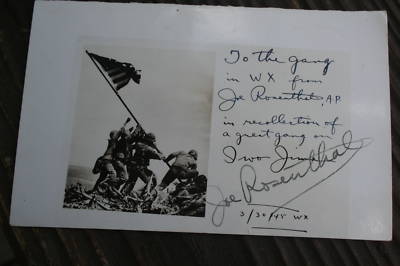 To the gang
in WX from
Joe Rosenthal, A.P.
in recollection of
a great gang on
Iwo Jima
Joe Rosenthal
3/30/45 WX